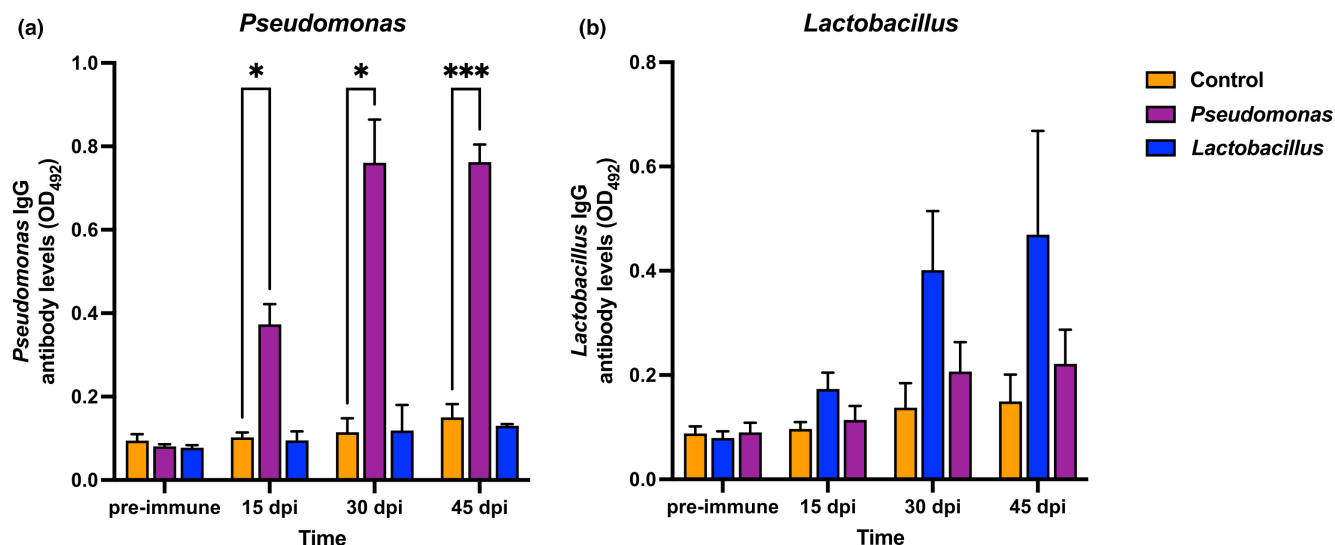 (a)
Pseudomonas
Pseudomonas IgG
antibody levels (OD492)
1.0
0.8
0.6
0.4
0.2
0.0
*
*
***
pre-immune 15 dpi 30 dpi 45 dpi
Time
(b)
Lactobacillus
Lactobacillus IgG
antibody levels (OD492)
0.8
0.6
0.4
0.2
0.0
pre-immune 15 dpi 30 dpi 45 dpi
Time
Control
Pseudomonas
Lactobacillus